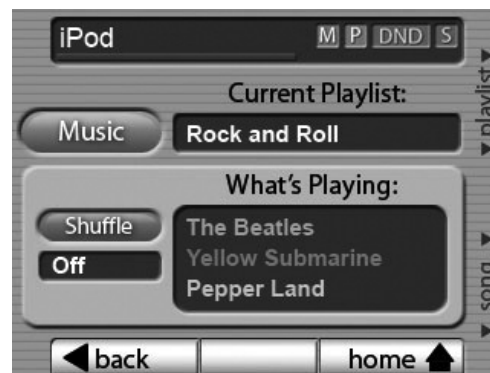 iPod
M P DND S
Current Playlist:
Music
Rock and Roll
playlist
What's Playing:
Shuffle
Off
The Beatles
Yellow Submarine
Pepper Land
song
back
home